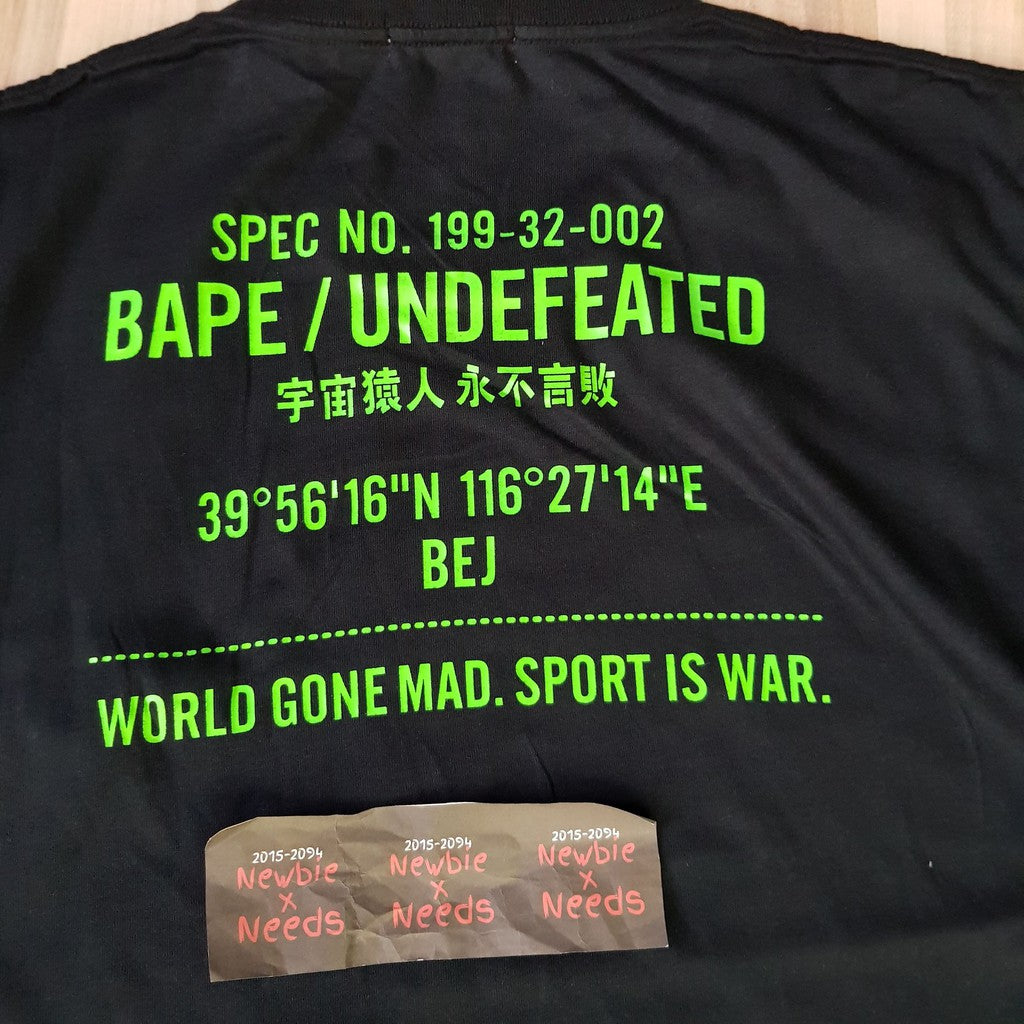 SPEC NO. 199-32-002
BAPE / UNDEFEATED
宇宙猿人 永不言敗
39°56'16"N 116°27'14"E
BEJ
WORLD GONE MAD. SPORT IS WAR.
2015-2094
Newbie
x
Needs
2015-2094
Newbie
x
Needs
2015-2094
Newbie
x
Needs